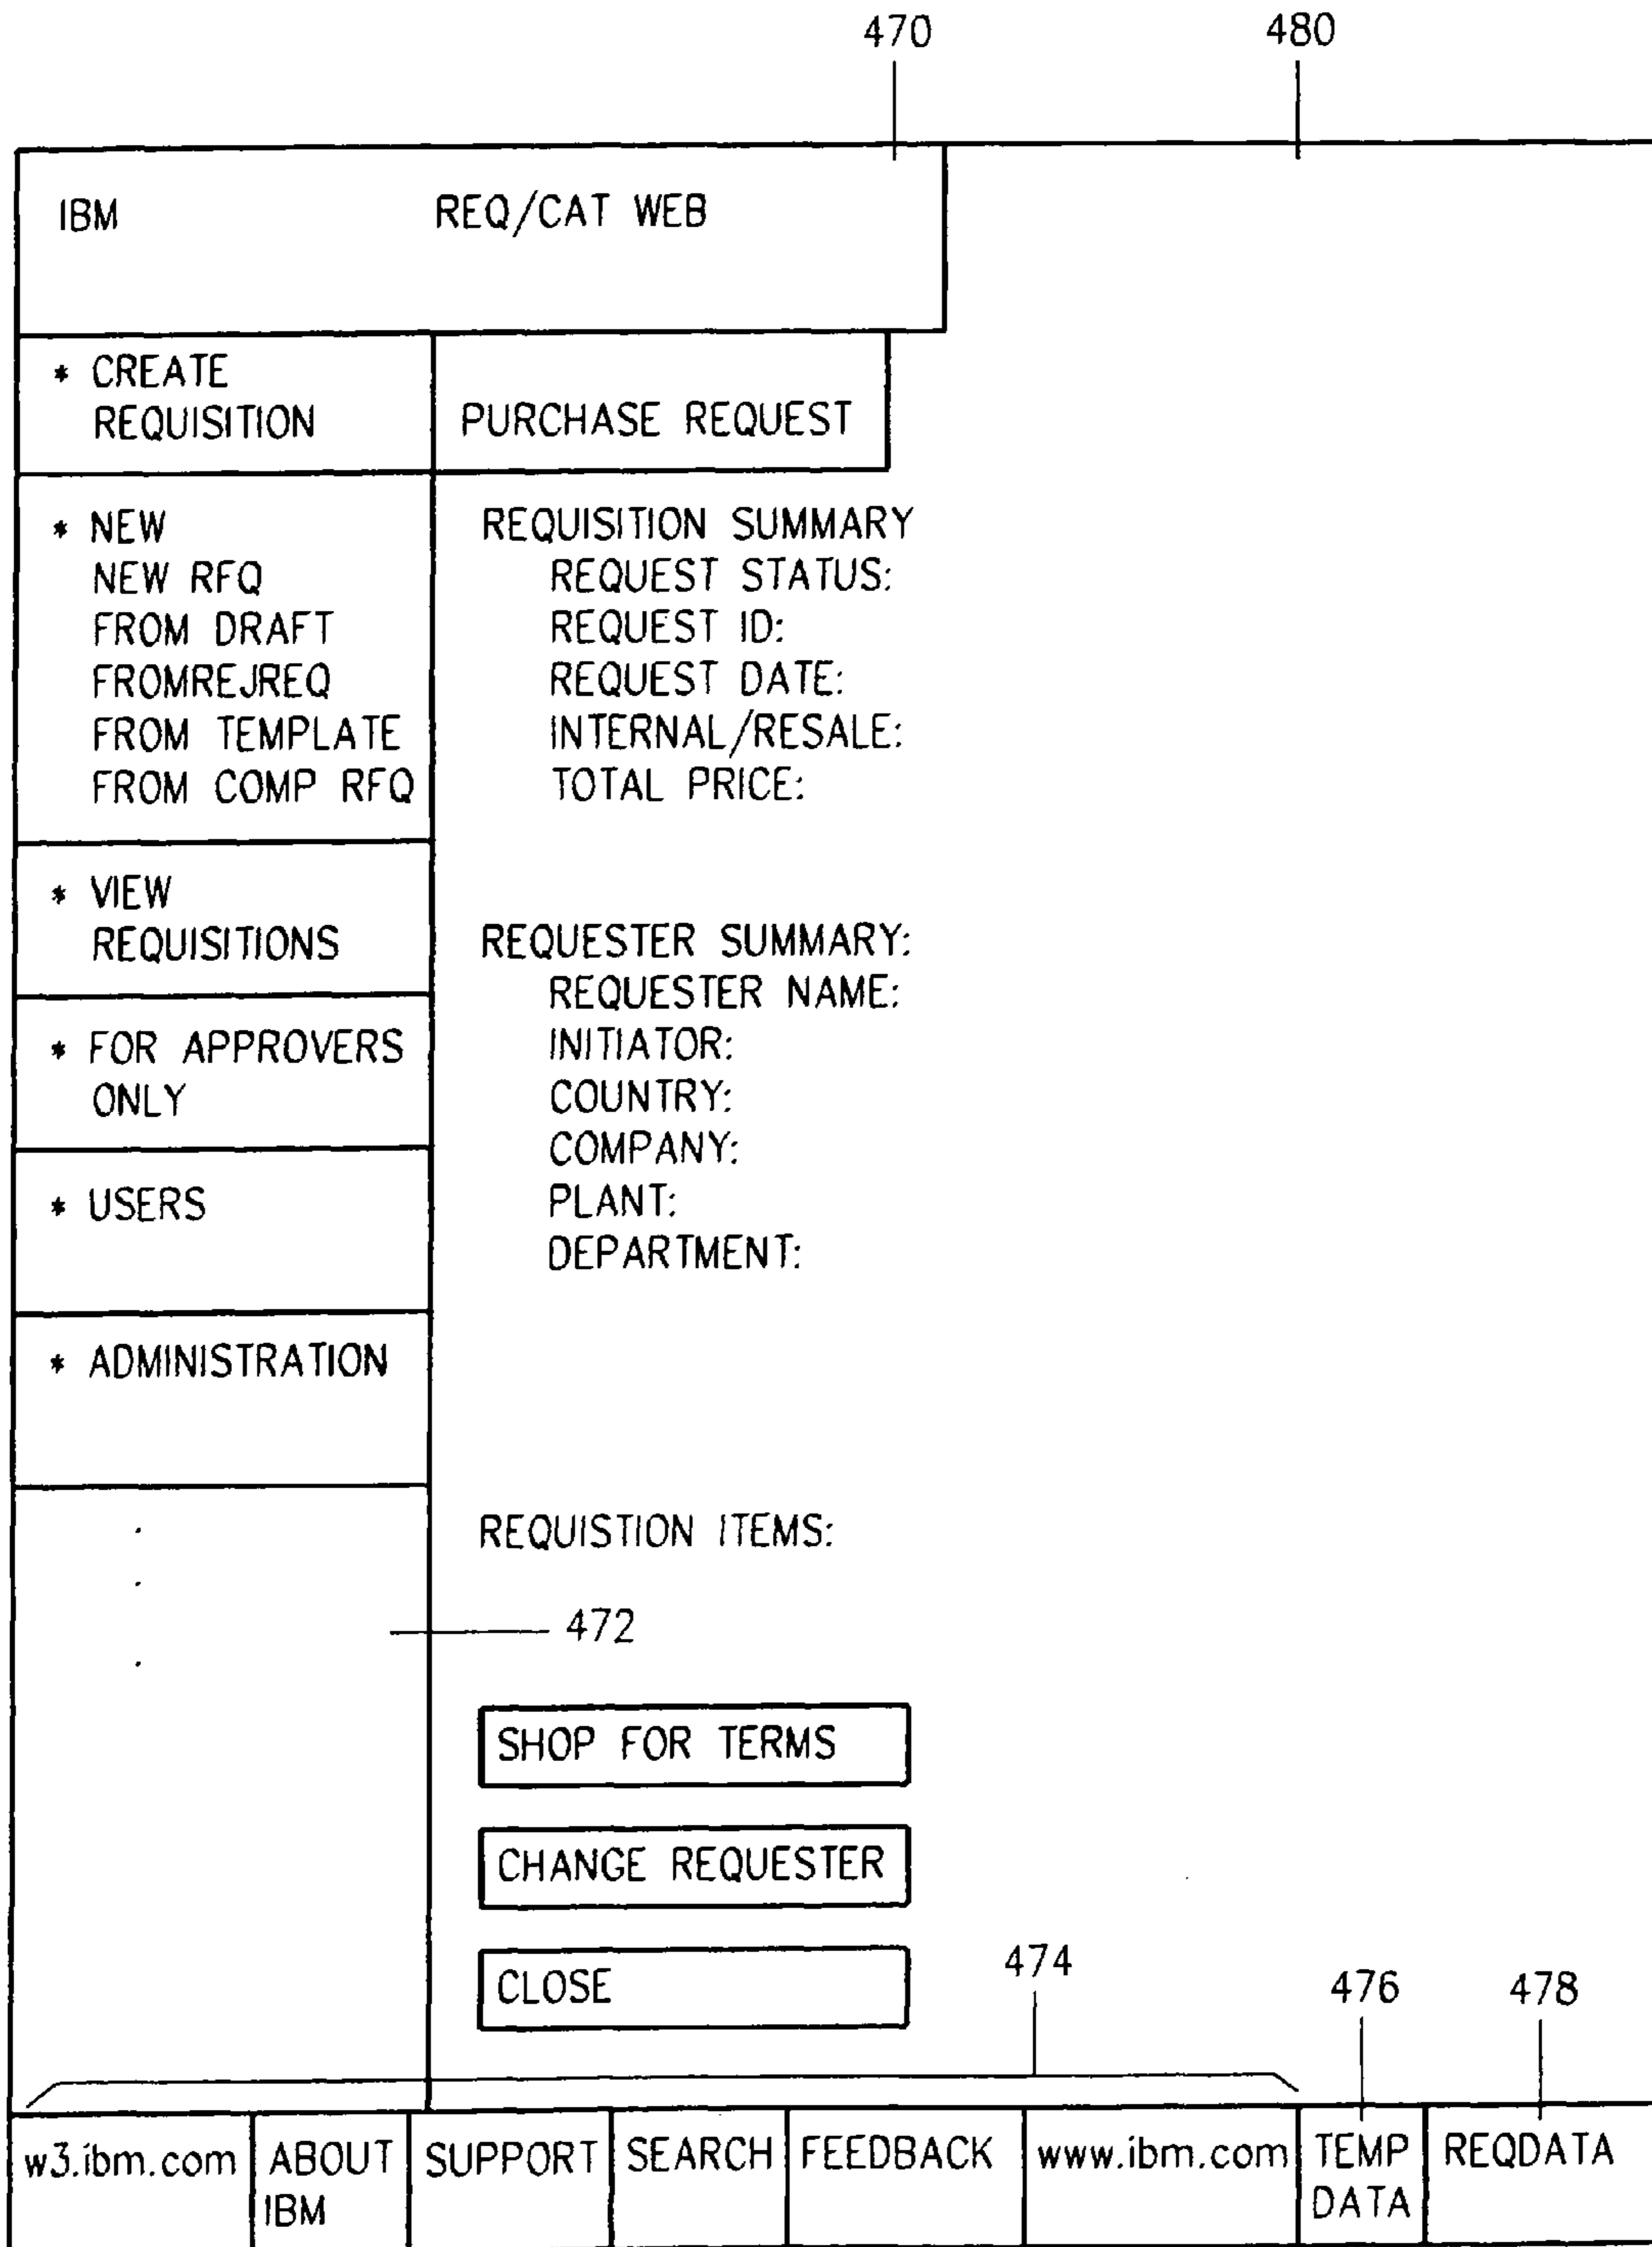 470
480
IBM
REQ/CAT WEB
* CREATE
REQUISITION
PURCHASE REQUEST
* NEW
NEW RFQ
FROM DRAFT
FROMREJREQ
FROM TEMPLATE
FROM COMP RFQ
* VIEW
REQUISITIONS
* FOR APPROVERS
ONLY
* USERS
* ADMINISTRATION
.
.
.
REQUISITION SUMMARY
REQUEST STATUS:
REQUEST ID:
REQUEST DATE:
INTERNAL/RESALE:
TOTAL PRICE:
REQUESTER SUMMARY:
REQUESTER NAME:
INITIATOR:
COUNTRY:
COMPANY:
PLANT:
DEPARTMENT:
REQUISTION ITEMS:
472
SHOP FOR TERMS
CHANGE REQUESTER
CLOSE
474
476
478
w3.ibm.com
ABOUT
IBM
SUPPORT
SEARCH
FEEDBACK
www.ibm.com
TEMP
DATA
REQDATA